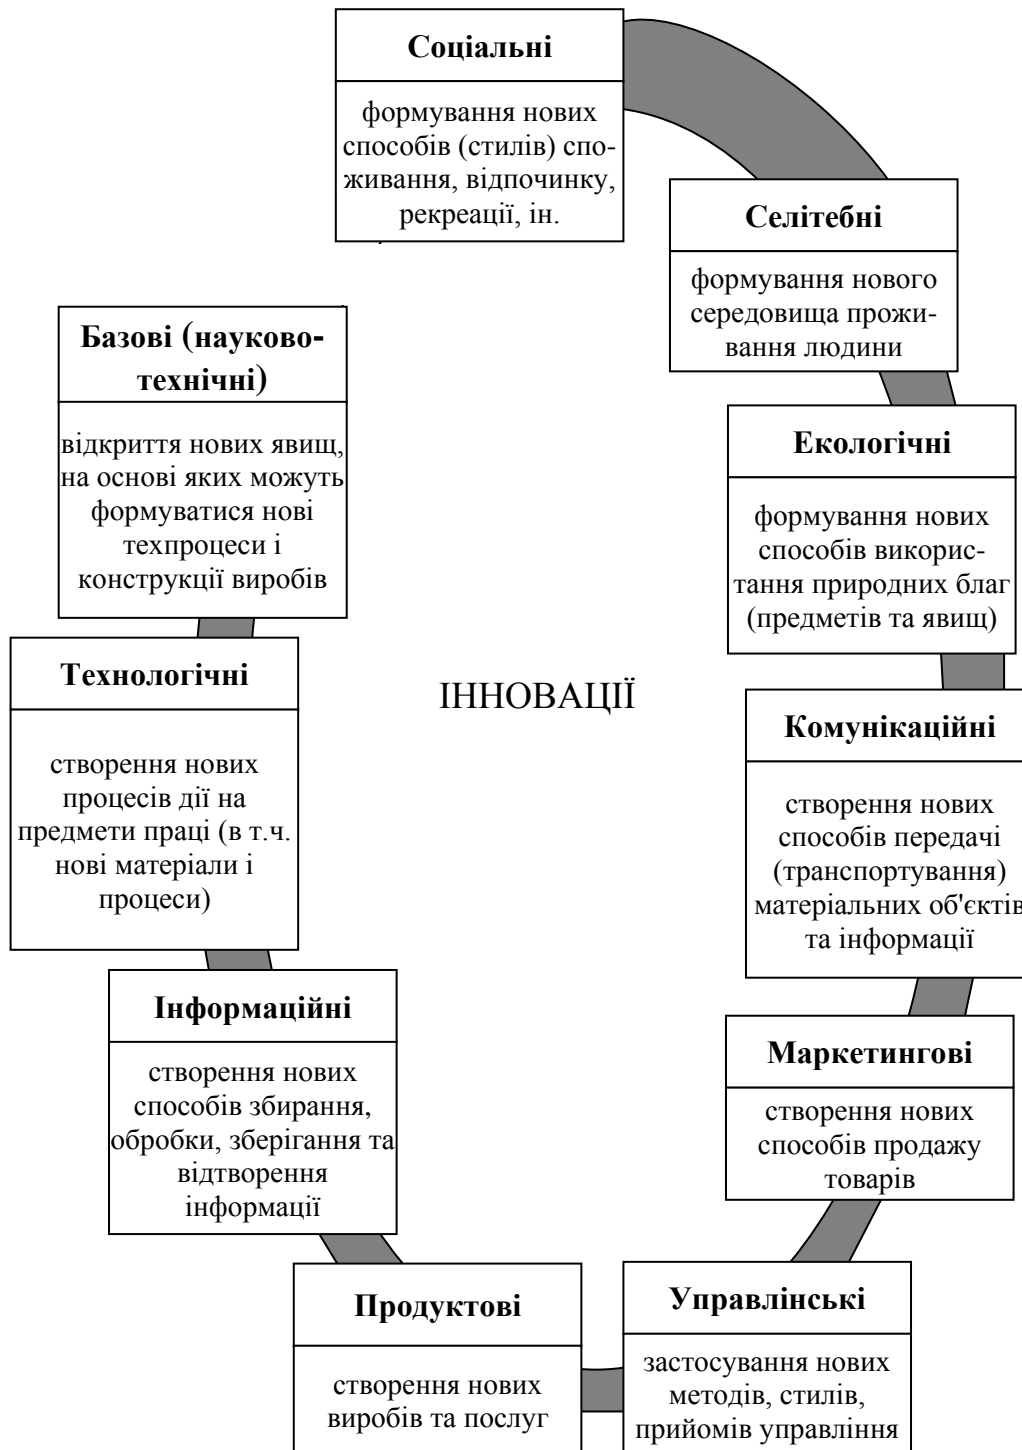 Соціальні
формування нових
способів (стилів) спо-
живання, відпочинку,
рекреації, ін.
Селітебні
формування нового
середовища прожи-
вання людини
Базові (науково-
технічні)
відкриття нових явищ,
на основі яких можуть
формуватися нові
техпроцеси і
конструкції виробів
Екологічні
формування нових
способів викорис-
тання природних благ
(предметів та явищ)
Технологічні
створення нових
процесів дії на
предмети праці (в т.ч.
нові матеріали і
процеси)
ІННОВАЦІЇ
Комунікаційні
створення нових
способів передачі
(транспортування)
матеріальних об'єктів
та інформації
Інформаційні
створення нових
способів збирання,
обробки, зберігання та
відтворення
інформації
Маркетингові
створення нових
способів продажу
товарів
Продуктові
створення нових
виробів та послуг
Управлінські
застосування нових
методів, стилів,
прийомів управління